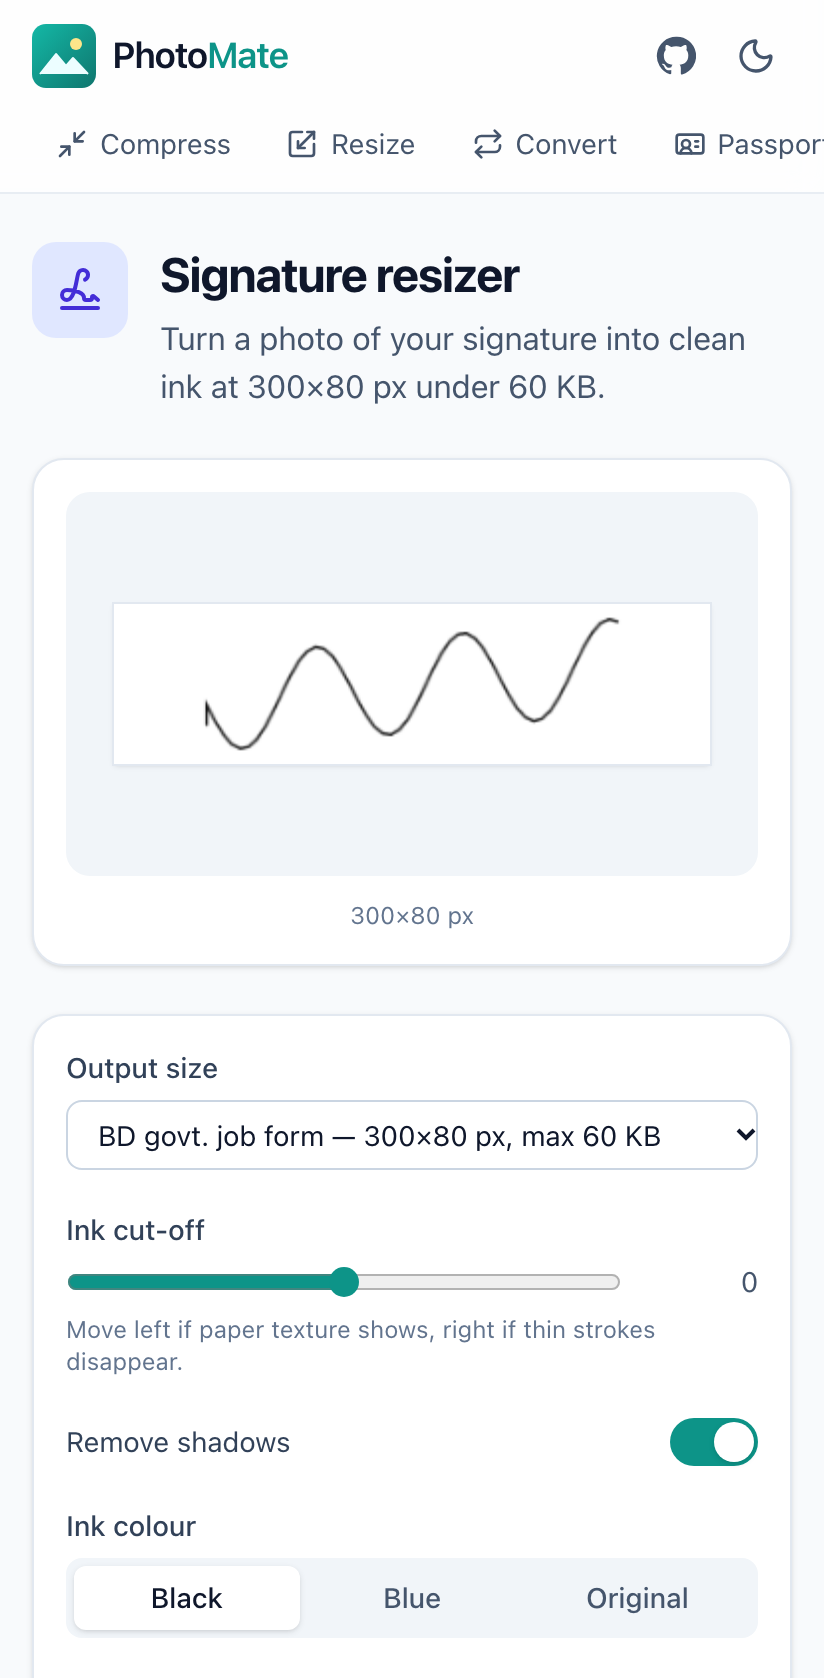 PhotoMate
Compress Resize Convert Passport
Signature resizer
Turn a photo of your signature into clean
ink at 300×80 px under 60 KB.
300×80 px
Output size
BD govt. job form — 300×80 px, max 60 KB
Ink cut-off
0
Move left if paper texture shows, right if thin strokes
disappear.
Remove shadows
Ink colour
Black Blue Original